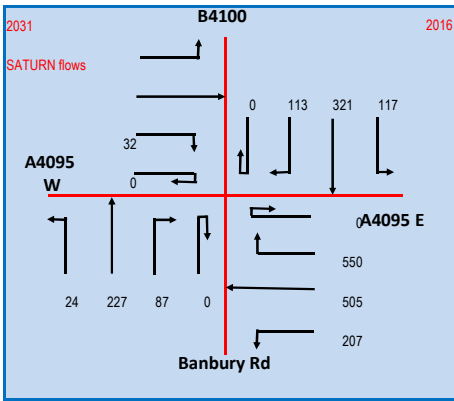 2031
B4100
2016
SATURN flows
0 113 321 117
32
A4095
W
0
0
A4095 E
550
24 227 87 0
505
207
Banbury Rd